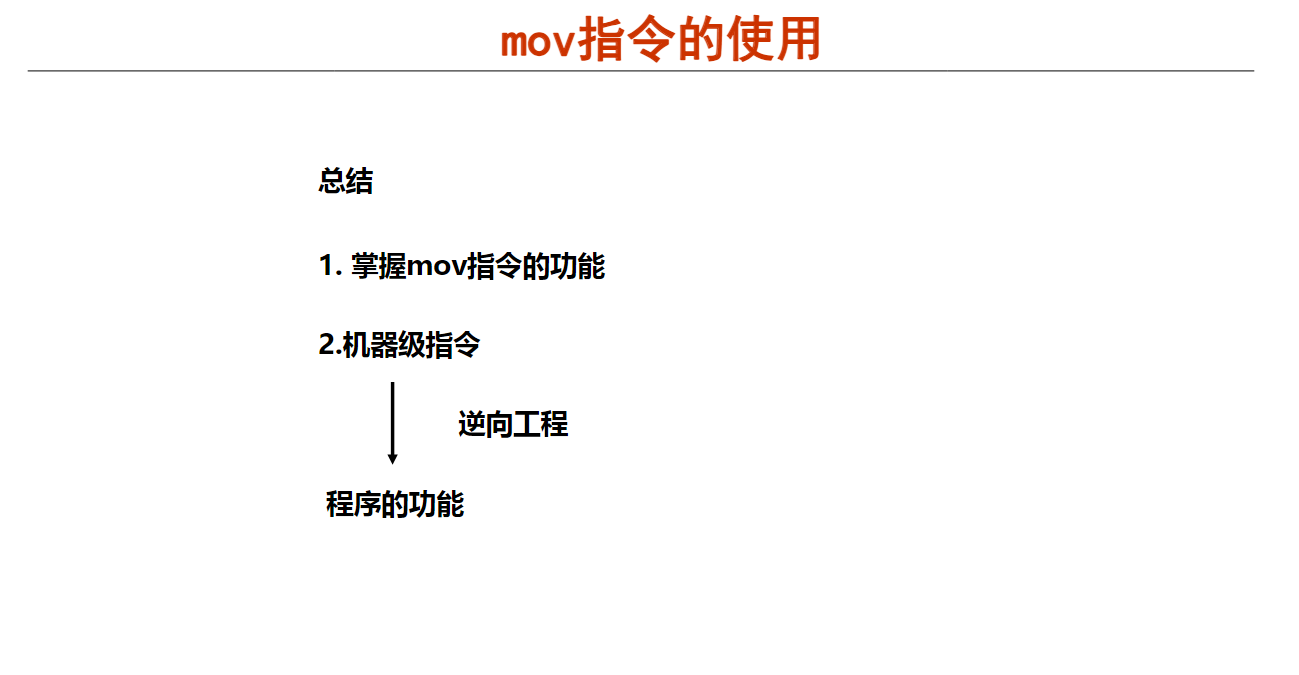 mov指令的使用
总结
1. 掌握mov指令的功能
2.机器级指令
逆向工程
程序的功能